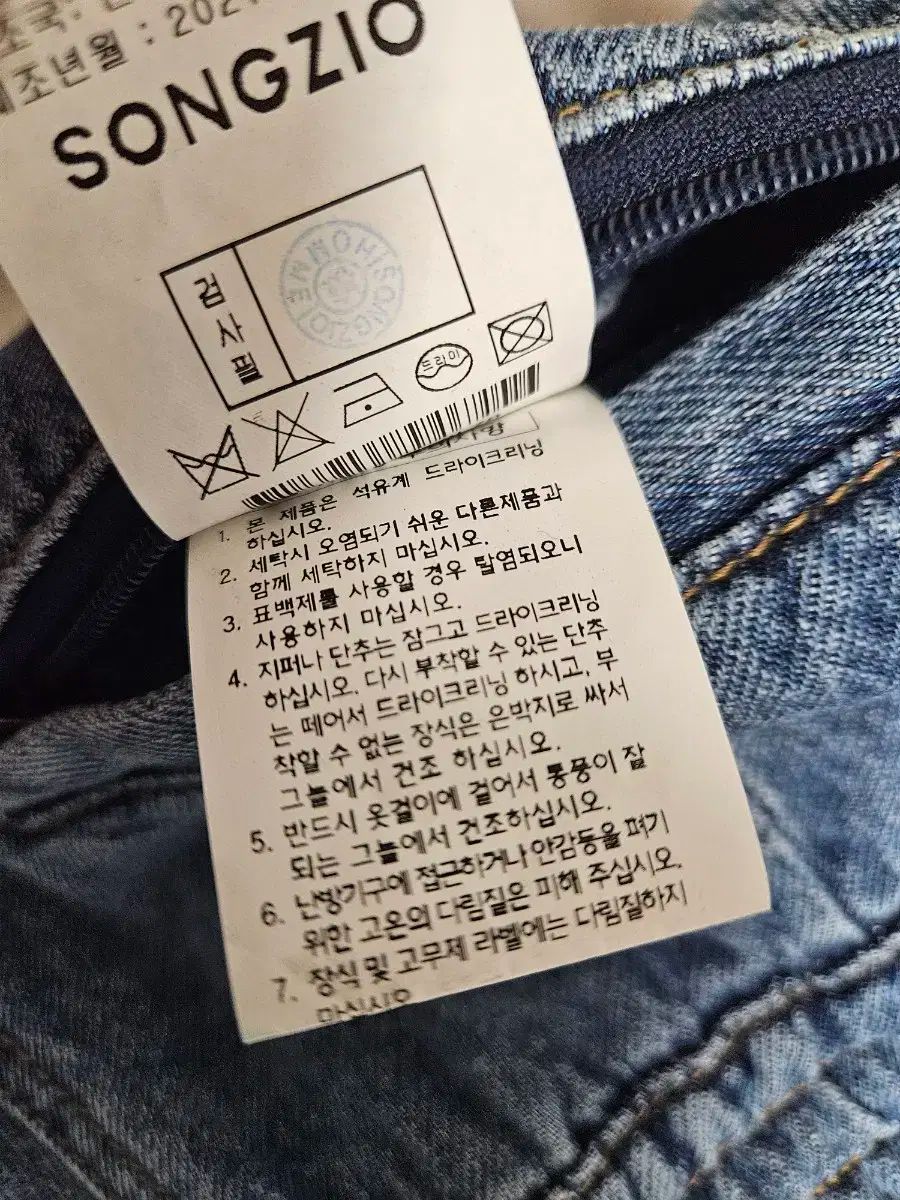 제조년월 : 202
SONGZIO
검사필
SONGZIO HOMME
드라이
1. 본 제품은 석유계 드라이크리닝
하십시오.
2. 세탁시 오염되기 쉬운 다른제품과
함께 세탁하지 마십시오.
3. 표백제를 사용할 경우 탈염되오니
사용하지 마십시오.
4. 지퍼나 단추는 잠그고 드라이크리닝
하십시오. 다시 부착할 수 있는 단추
는 떼어서 드라이크리닝 하시고, 부
착할 수 없는 장식은 은박지로 싸서
그늘에서 건조 하십시오.
5. 반드시 옷걸이에 걸어서 통풍이 잘
되는 그늘에서 건조하십시오.
6. 난방기구에 접근하거나 안감등을 펴기
위한 고온의 다림질은 피해 주십시오.
7. 장식 및 고무제 라벨에는 다림질하지
마십시오